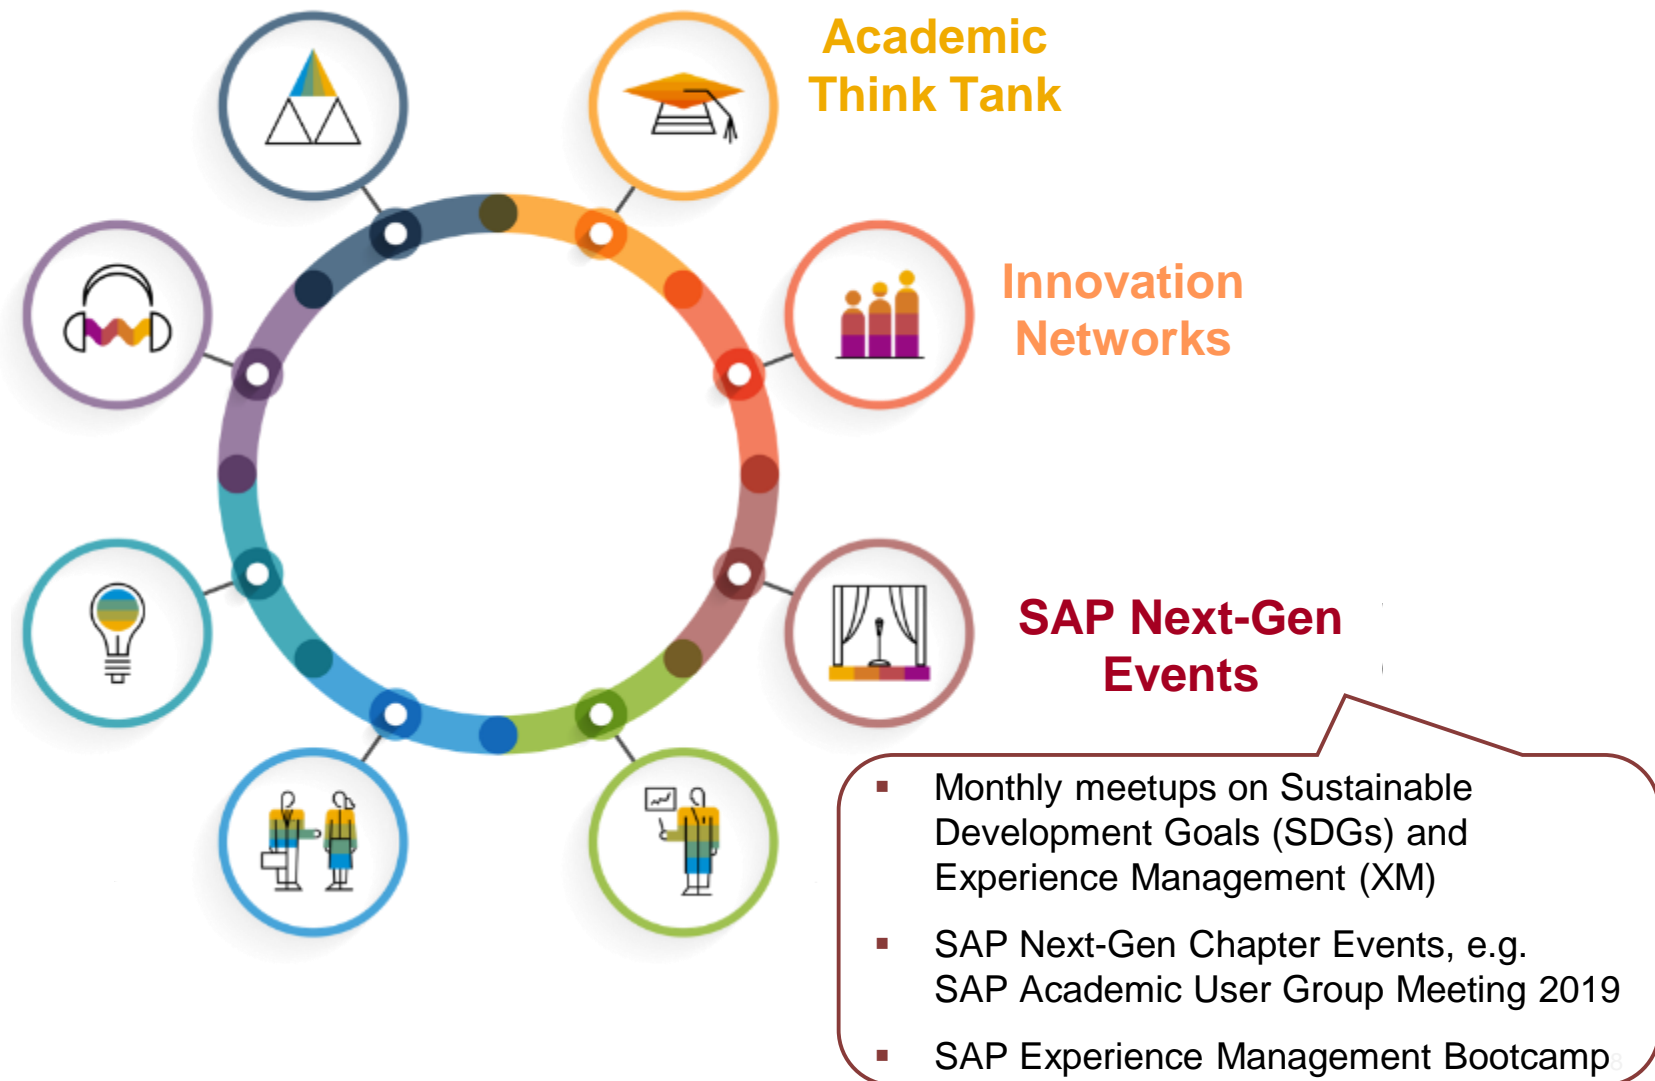 Academic
Think Tank
Innovation
Networks
SAP Next-Gen
Events
▪ Monthly meetups on Sustainable
Development Goals (SDGs) and
Experience Management (XM)
▪ SAP Next-Gen Chapter Events, e.g.
SAP Academic User Group Meeting 2019
▪ SAP Experience Management Bootcamp
8